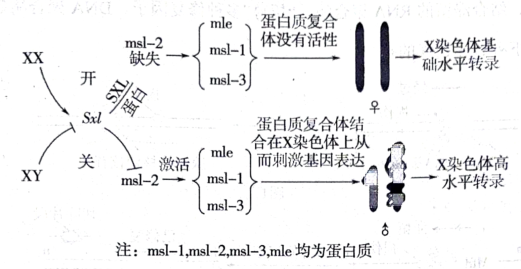 XX
XY
开
关
Sxl
SXL
蛋白
msl-2
缺失
mle
msl-1
msl-3
蛋白质复合
体没有活性
♀
X染色体基
础水平转录
msl-2
激活
mle
msl-1
msl-3
蛋白质复合体结
合在X染色体上从
而刺激基因表达
♂
X染色体高
水平转录
注：msl-1,msl-2,msl-3,mle 均为蛋白质